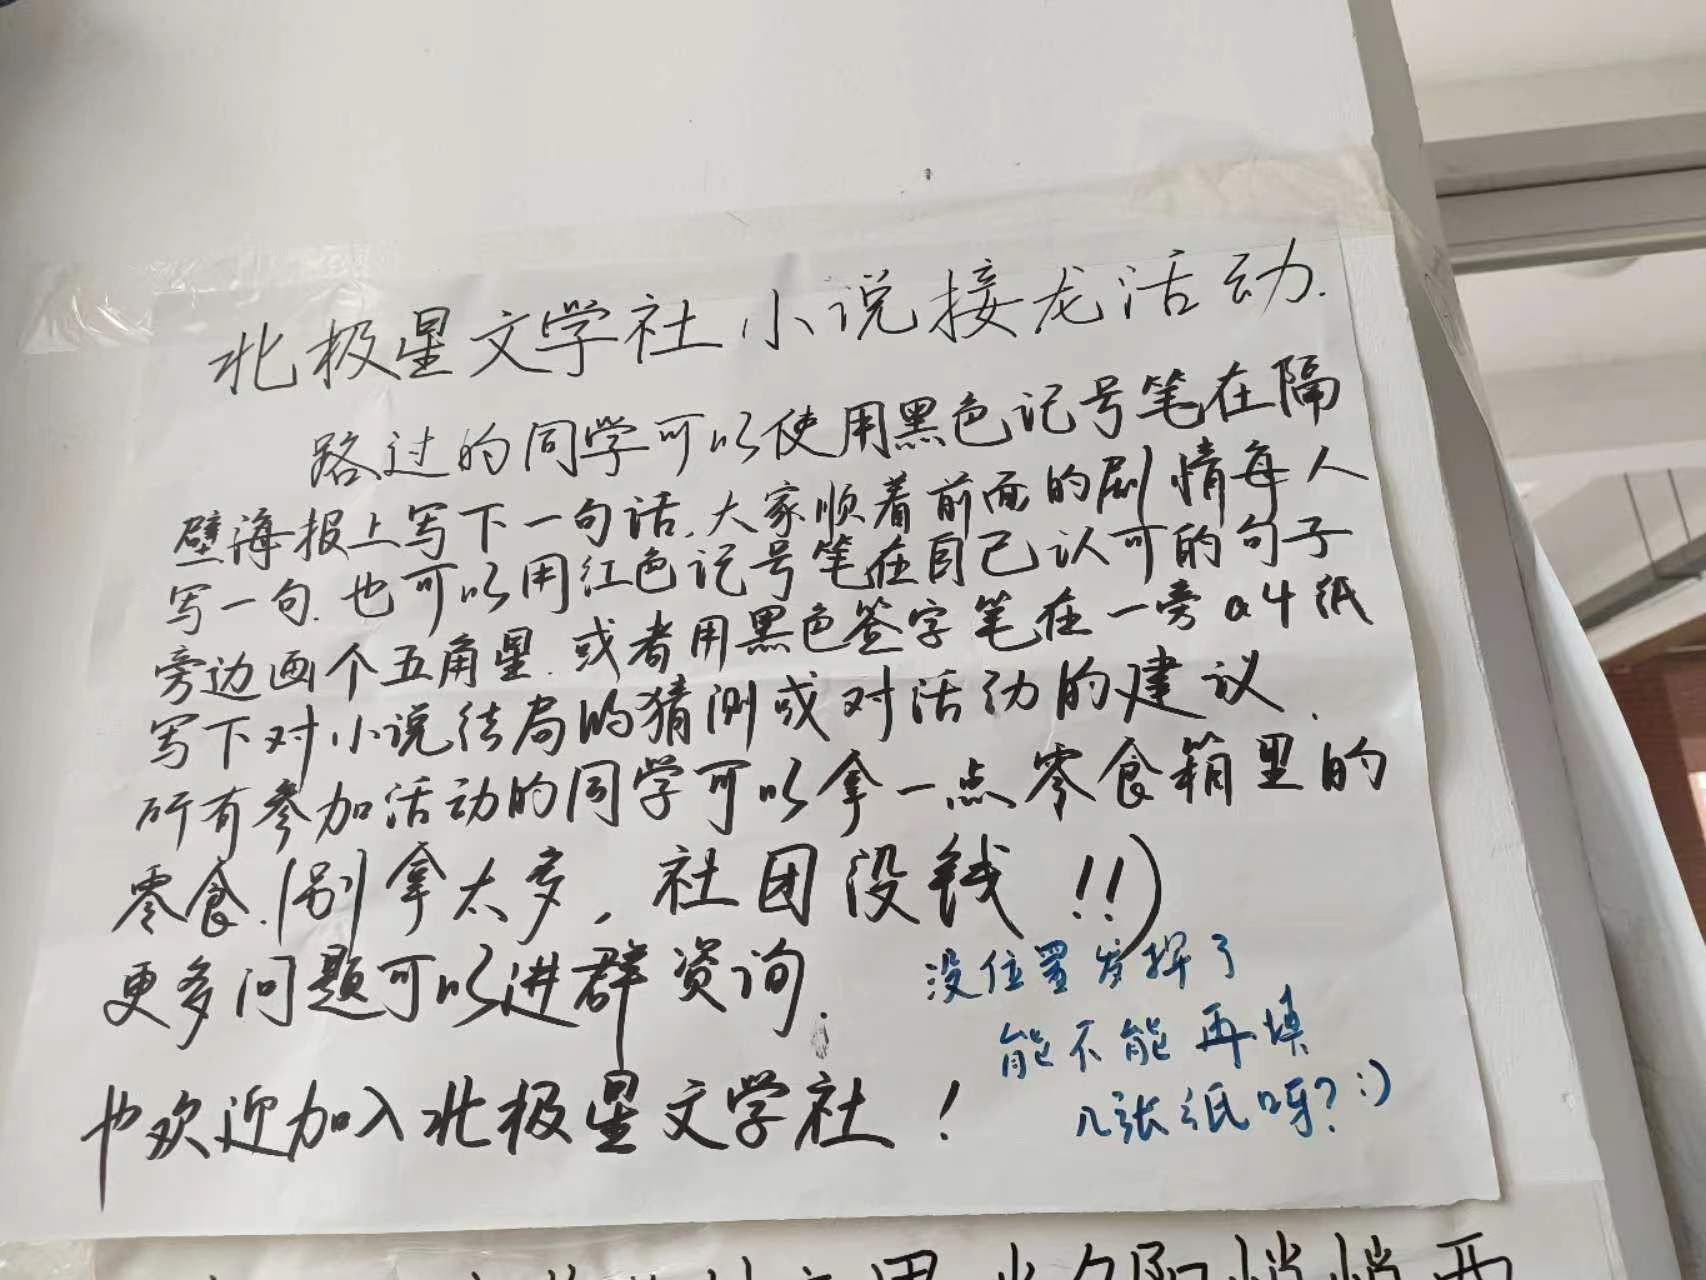 北极星文学社小说接龙活动.
路过的同学可以使用黑色记号笔在隔
壁海报上写下一句话.大家顺着前面的剧情每人
写一句.也可以用红色记号笔在自己认可的句子
旁边画个五角星.或者用黑色签字笔在一旁a4纸
写下对小说结局的猜测或对活动的建议.
所有参加活动的同学可以拿一点零食箱里的
零食.(别拿太多,社团没钱!!)
更多问题可以进群资询.
也欢迎加入北极星文学社!
没位置发挥了
能不能再填
几张纸呀?:)